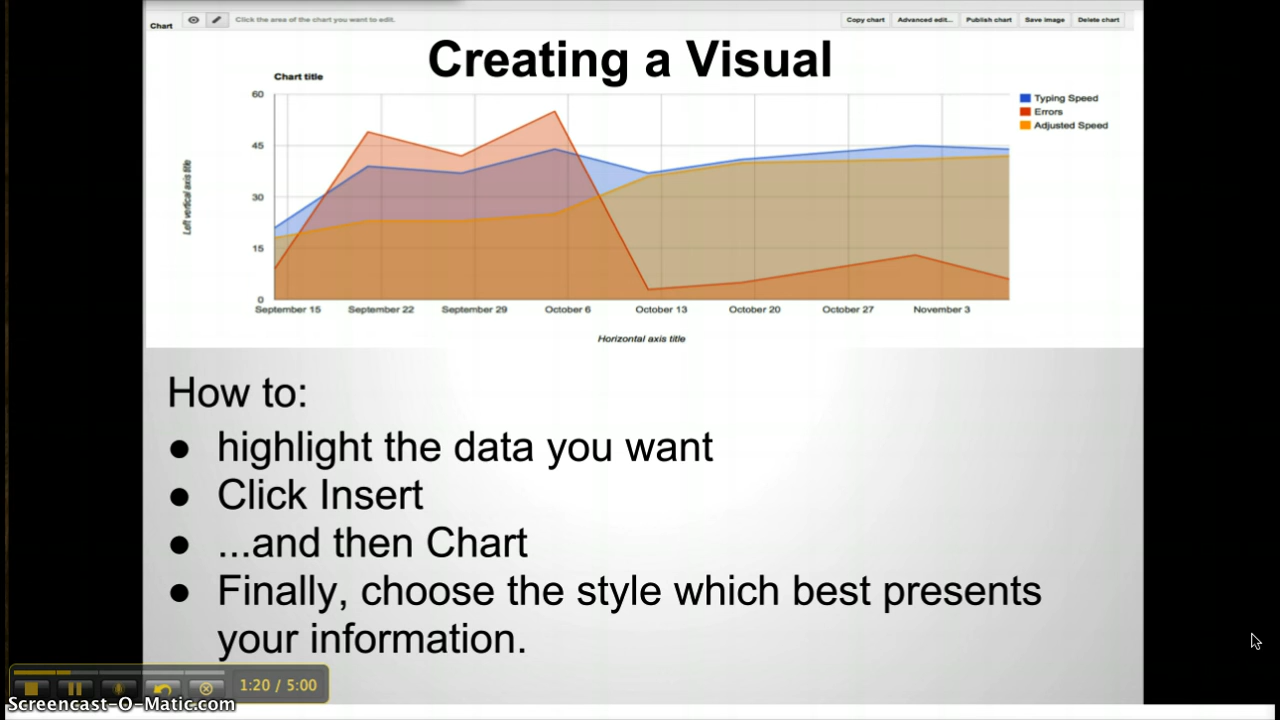 Chart
Click the area of the chart you want to edit.
Copy chart
Advanced edit...
Publish chart
Save image
Delete chart
Creating a Visual
Chart title
60
45
30
15
0
Left vertical axis title
Typing Speed
Errors
Adjusted Speed
September 15
September 22
September 29
October 6
October 13
October 20
October 27
November 3
Horizontal axis title
How to:
● highlight the data you want
● Click Insert
● ...and then Chart
● Finally, choose the style which best presents
your information.
1:20 / 5:00
Screencast-O-Matic.com